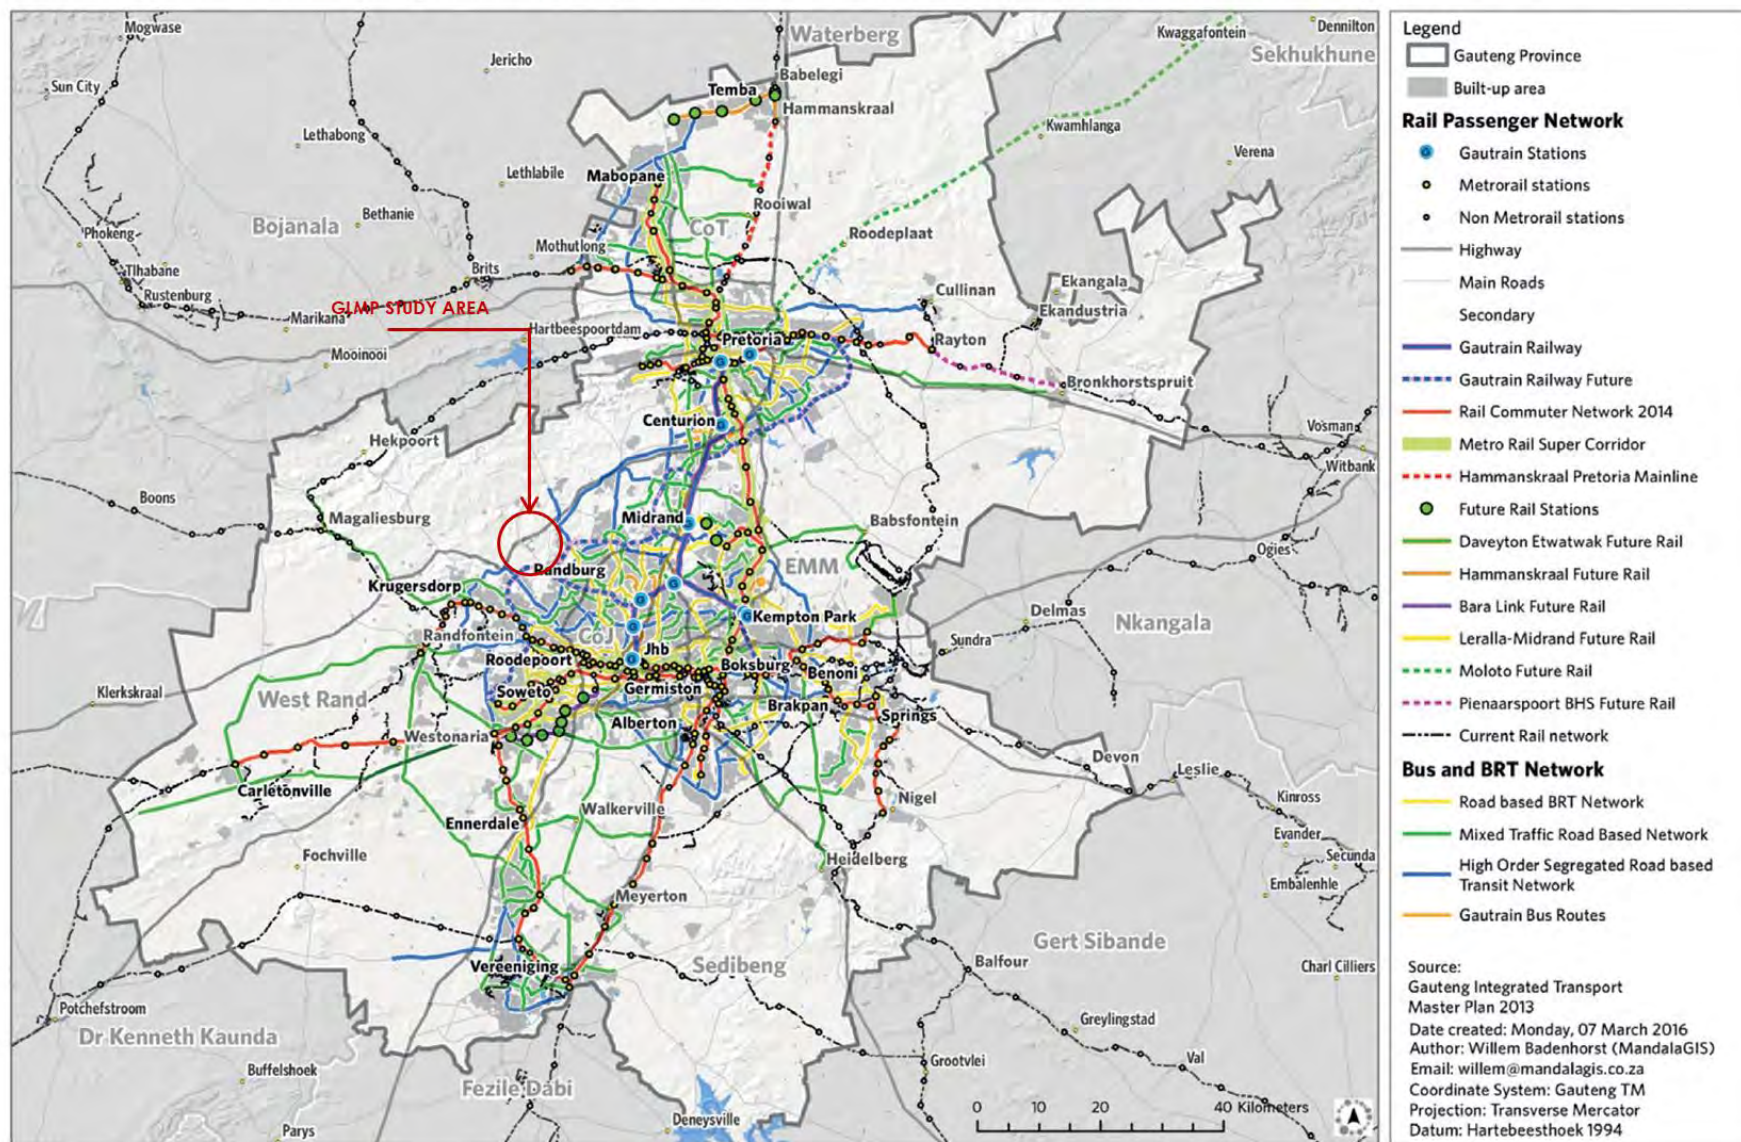 Mogwase
Waterberg
Kwaggafontein
Dennilton
Sekhukhune
Sun City
Jericho
Babelegi
Temba
Hammanskraal
Lethabong
Kwamhlanga
Lethlabile
Mabopane
Verena
Bethanie
Bojanala
Rooiwal
CoT
Phokeng
Mothutlong
Roodeplaat
Tlhabane
Brits
Rustenburg
Cullinan
Ekangala
Ekandustria
GLMP STUDY AREA
Marikana
Hartbeespoortdam
Pretoria
Rayton
Mooinooi
Bronkhorstspruit
Centurion
Hekpoort
Vosman
Witbank
Boons
Magaliesburg
Midrand
Babsfontein
Ogies
Randburg
EMM
Krugersdorp
Kempton Park
Delmas
Nkangala
Randfontein
CoJ
Sundra
Jhb
Roodepoort
Boksburg
Benoni
Klerkskraal
West Rand
Soweto
Germiston
Brakpan
Springs
Alberton
Westonaria
Devon
Leslie
Carletonville
Nigel
Kinross
Walkerville
Ennerdale
Evander
Fochville
Heidelberg
Secunda
Embalenhle
Meyerton
Gert Sibande
Vereeniging
Sedibeng
Balfour
Charl Cilliers
Potchefstroom
Dr Kenneth Kaunda
Greylingstad
Grootvlei
Val
Buffelshoek
Fezile Dabi
Deneysville
Parys
0 10 20 40 Kilometers
Legend
Gauteng Province
Built-up area
Rail Passenger Network
G Gautrain Stations
Metrorail stations
Non Metrorail stations
Highway
Main Roads
Secondary
Gautrain Railway
Gautrain Railway Future
Rail Commuter Network 2014
Metro Rail Super Corridor
Hammanskraal Pretoria Mainline
Future Rail Stations
Daveyton Etwatwak Future Rail
Hammanskraal Future Rail
Bara Link Future Rail
Leralla-Midrand Future Rail
Moloto Future Rail
Pienaarspoort BHS Future Rail
Current Rail network
Bus and BRT Network
Road based BRT Network
Mixed Traffic Road Based Network
High Order Segregated Road based
Transit Network
Gautrain Bus Routes
Source:
Gauteng Integrated Transport
Master Plan 2013
Date created: Monday, 07 March 2016
Author: Willem Badenhorst (MandalaGIS)
Email: willem@mandalagis.co.za
Coordinate System: Gauteng TM
Projection: Transverse Mercator
Datum: Hartebeesthoek 1994